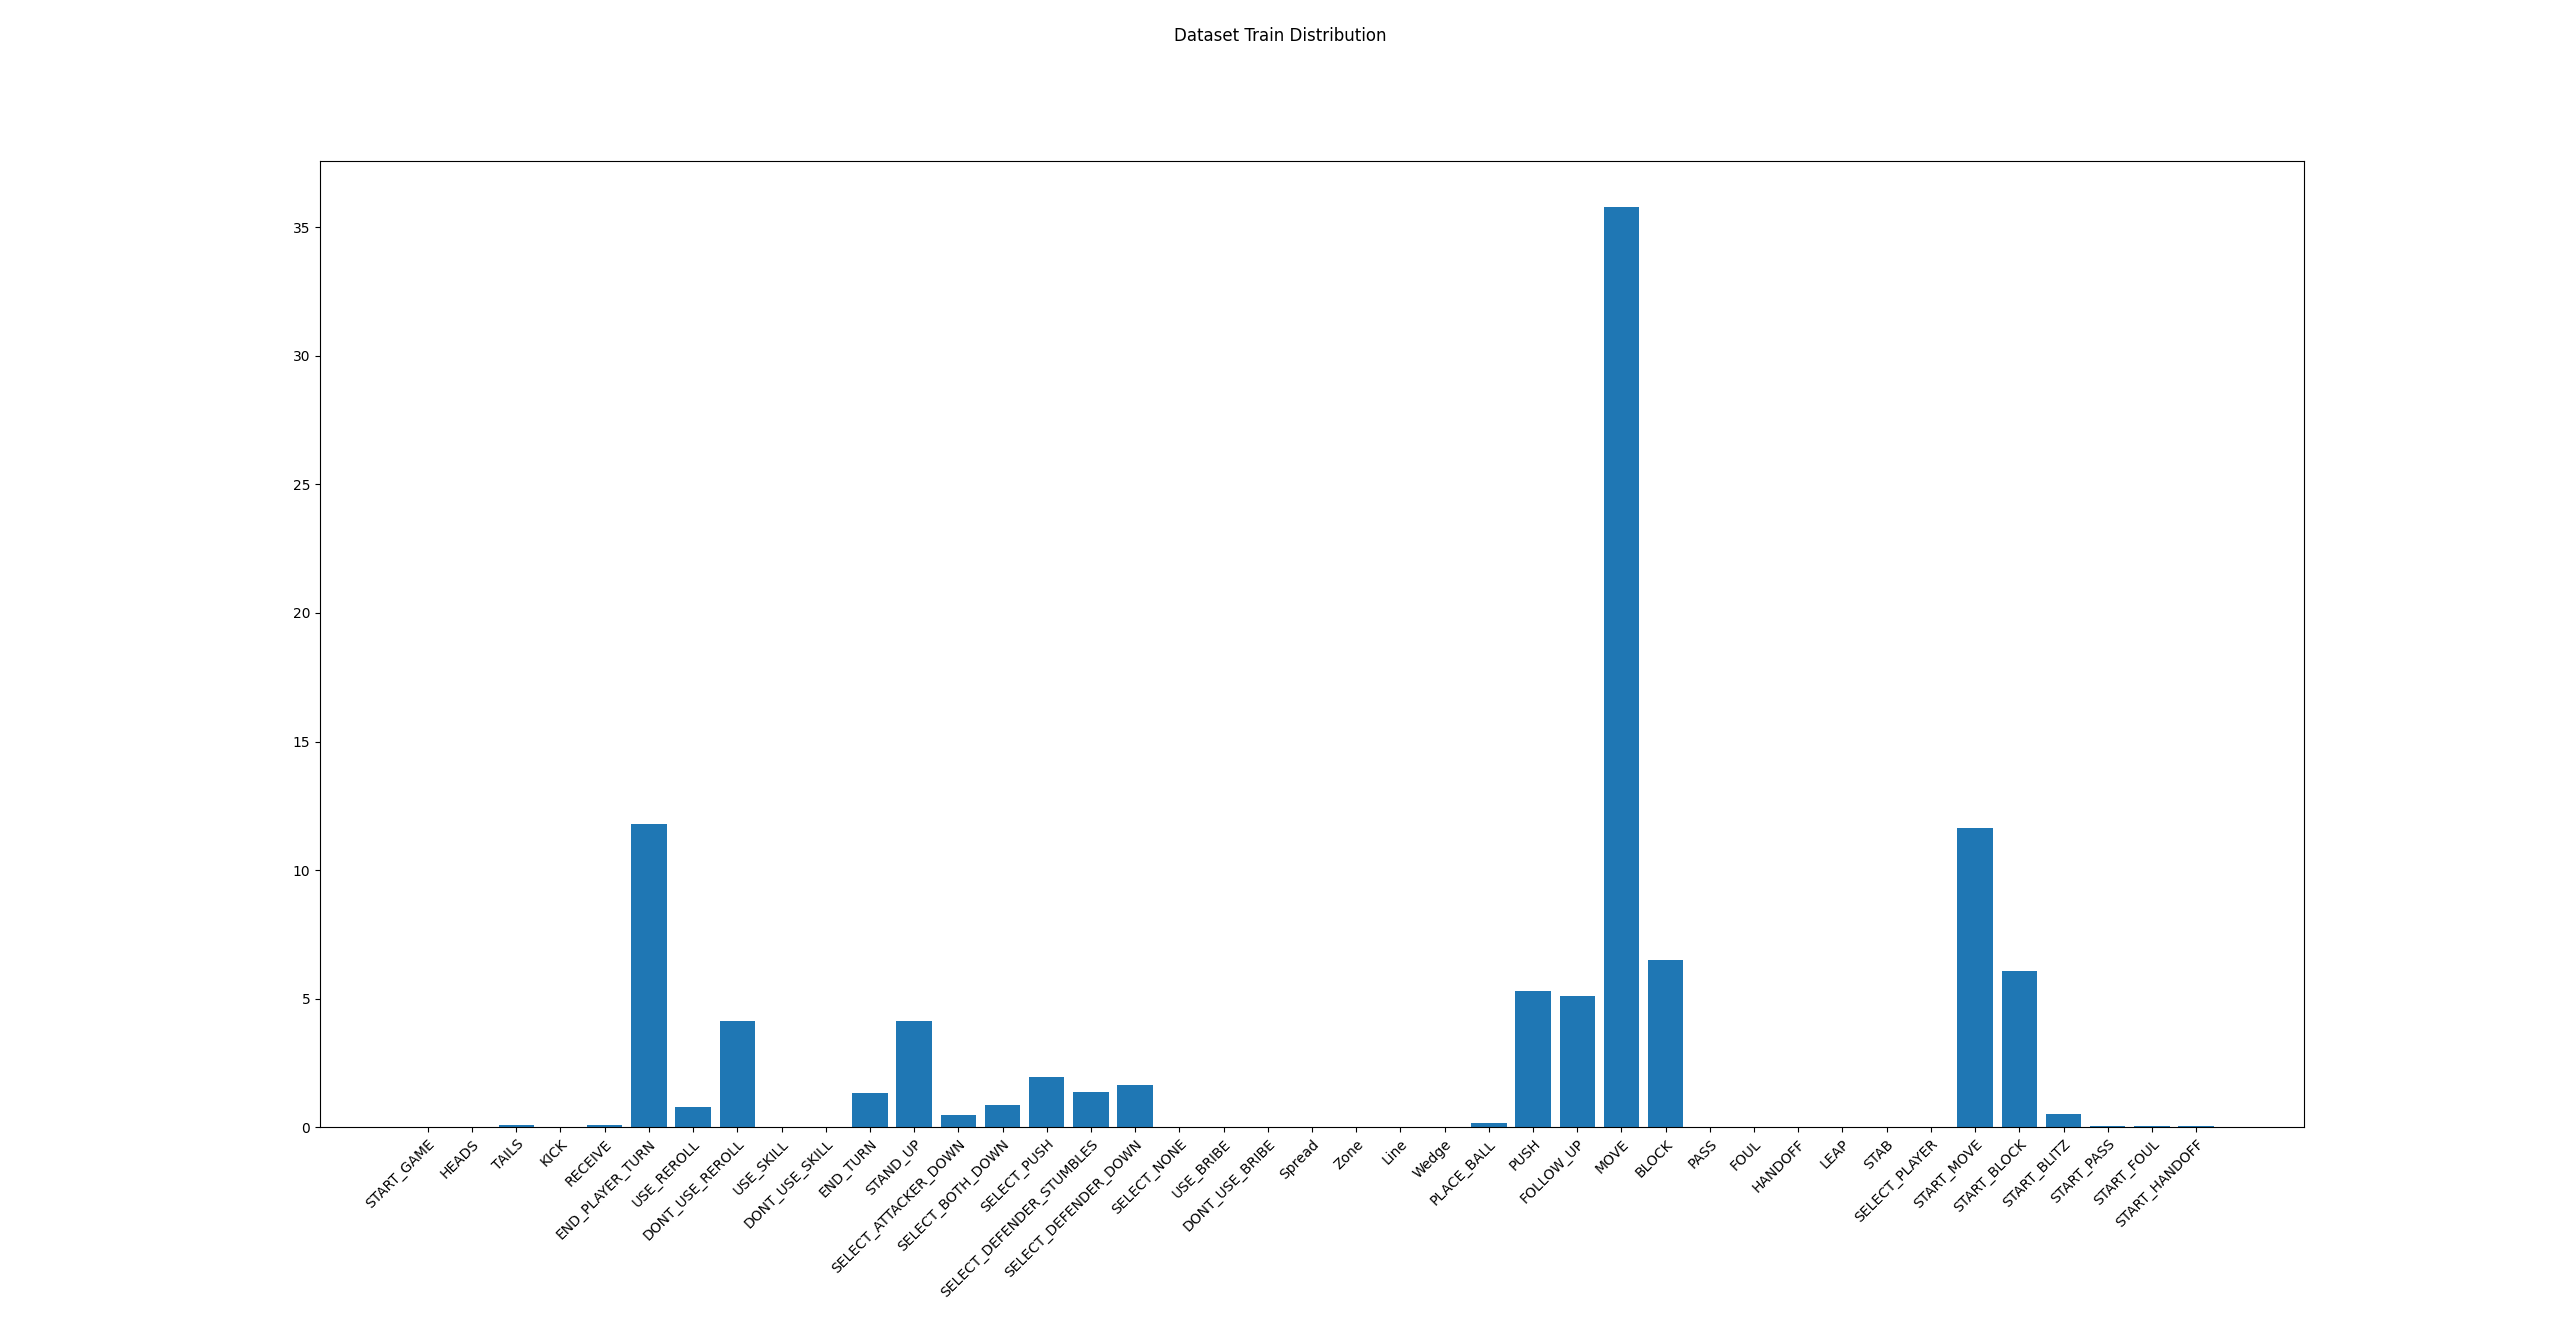 Dataset Train Distribution
35
30
25
20
15
10
5
0
START_GAME
HEADS
TAILS
KICK
RECEIVE
END_PLAYER_TURN
USE_REROLL
DONT_USE_REROLL
USE_SKILL
DONT_USE_SKILL
END_TURN
STAND_UP
SELECT_ATTACKER_DOWN
SELECT_BOTH_DOWN
SELECT_PUSH
SELECT_DEFENDER_STUMBLES
SELECT_DEFENDER_DOWN
SELECT_NONE
USE_BRIBE
DONT_USE_BRIBE
Spread
Zone
Line
Wedge
PLACE_BALL
PUSH
FOLLOW_UP
MOVE
BLOCK
PASS
FOUL
HANDOFF
LEAP
STAB
SELECT_PLAYER
START_MOVE
START_BLOCK
START_BLITZ
START_PASS
START_FOUL
START_HANDOFF